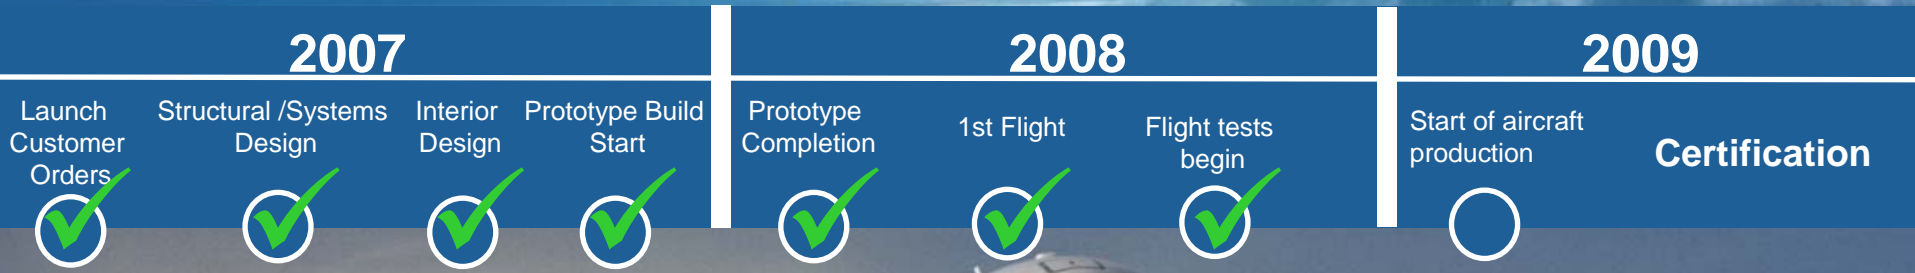 2007
Launch
Customer
Orders
Structural /Systems
Design
Interior
Design
Prototype Build
Start
2008
Prototype
Completion
1st Flight
Flight tests
begin
2009
Start of aircraft
production
Certification